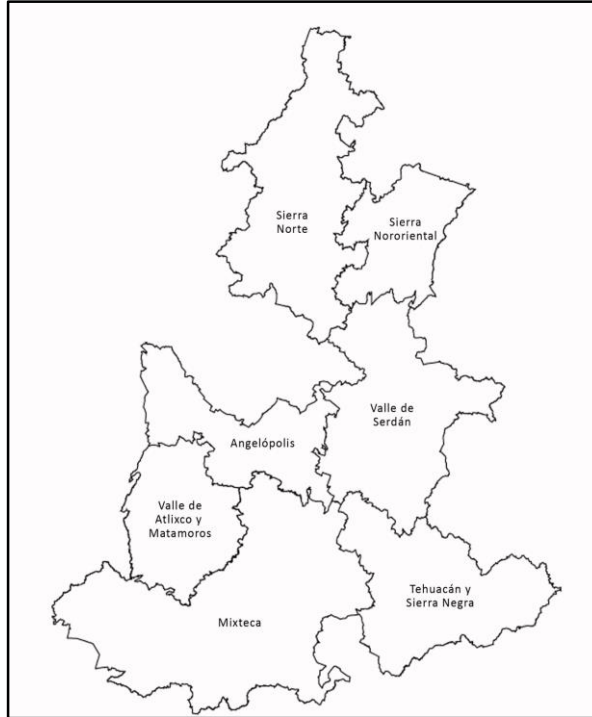 Sierra
Norte
Sierra
Nororiental
Valle de
Serdán
Angelópolis
Valle de
Atlixco y
Matamoros
Tehuacán y
Sierra Negra
Mixteca